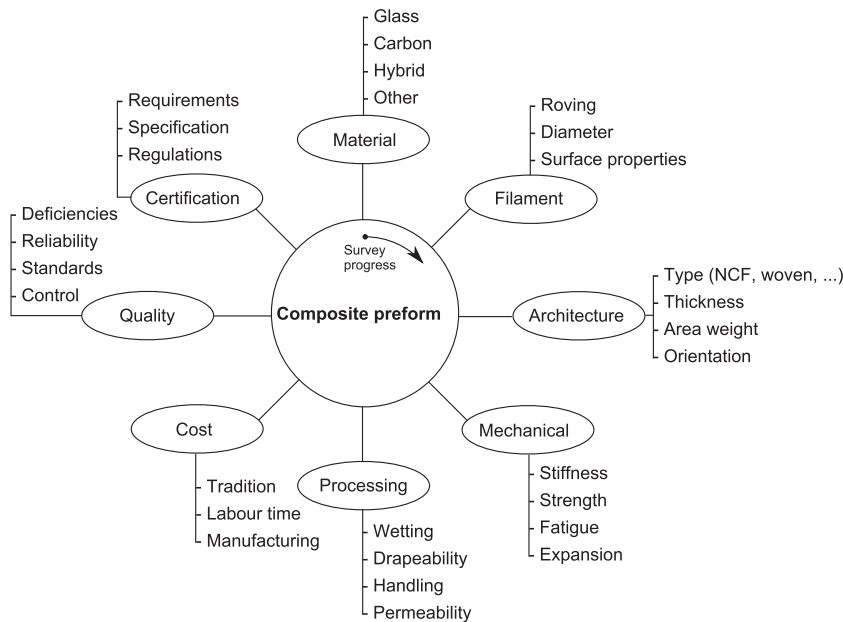 Glass
Carbon
Hybrid
Other
Material
Roving
Diameter
Surface properties
Filament
Type (NCF, woven, ...)
Thickness
Area weight
Orientation
Architecture
Mechanical
Stiffness
Strength
Fatigue
Expansion
Processing
Wetting
Drapeability
Handling
Permeability
Cost
Tradition
Labour time
Manufacturing
Deficiencies
Reliability
Standards
Control
Quality
Requirements
Specification
Regulations
Certification
Survey
progress
Composite preform